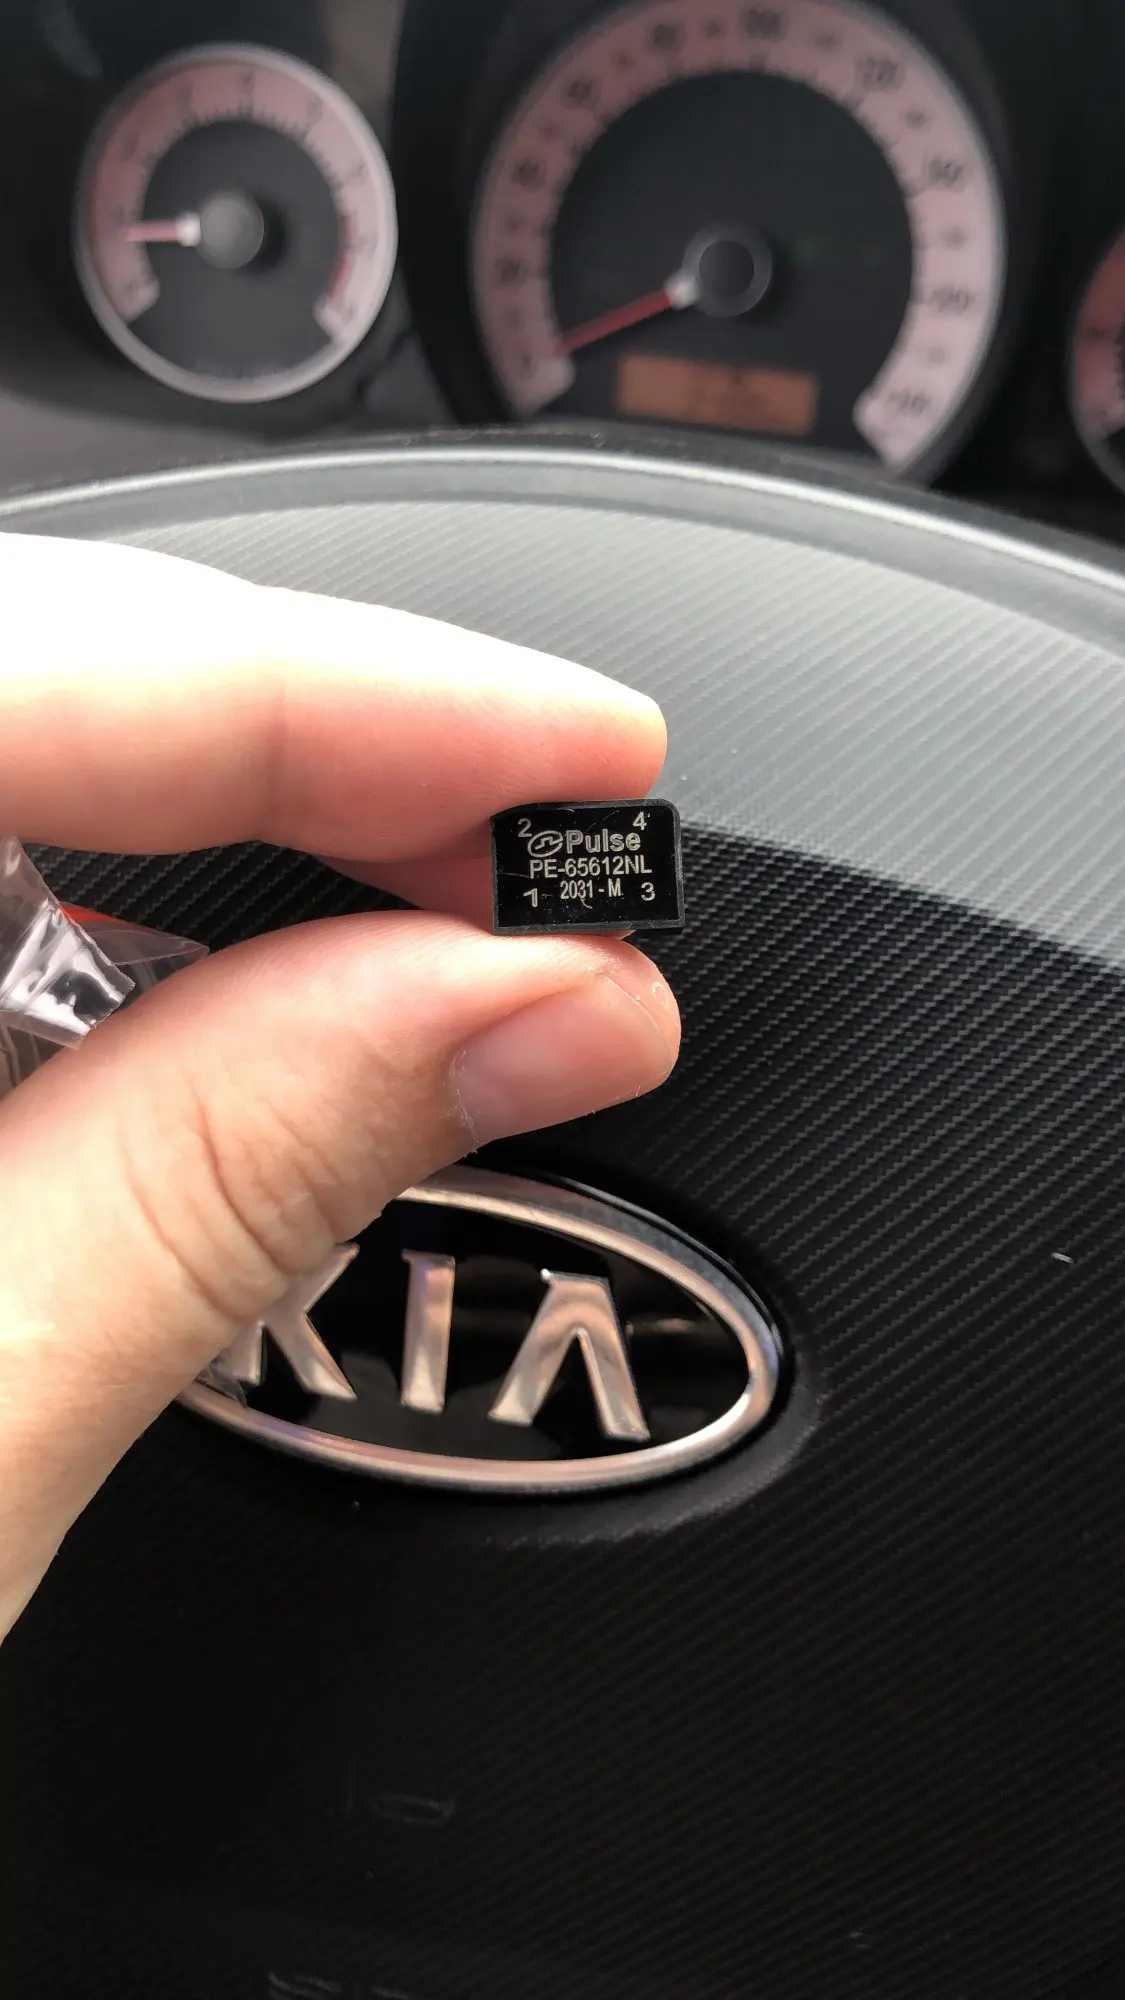 2 4
Pulse
PE-65612NL
1 2031-M 3
KIA